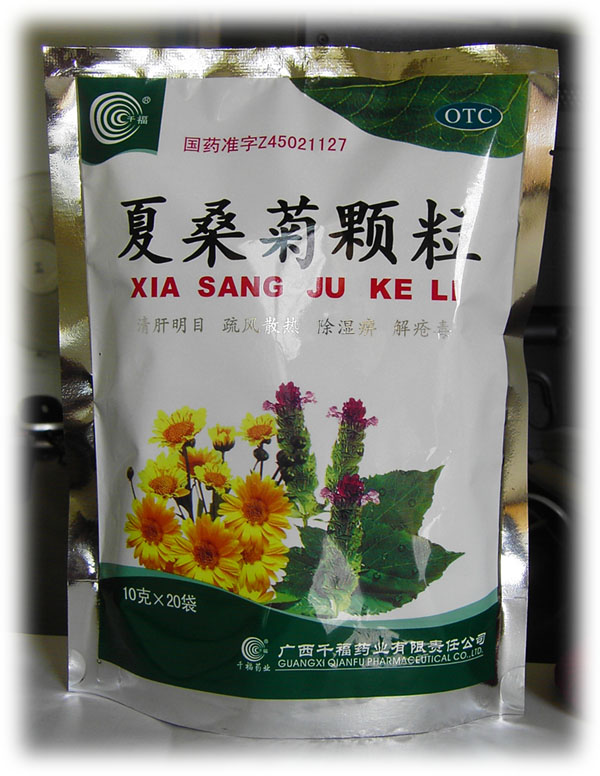 千福®
OTC
国药准字Z45021127
夏桑菊颗粒
XIA SANG JU KE LI
清肝明目 疏风散热 除湿痹 解疮毒
10克×20袋
千福药业
广西千福药业有限责任公司
GUANGXI QIANFU PHARMACEUTICAL CO.,LTD.